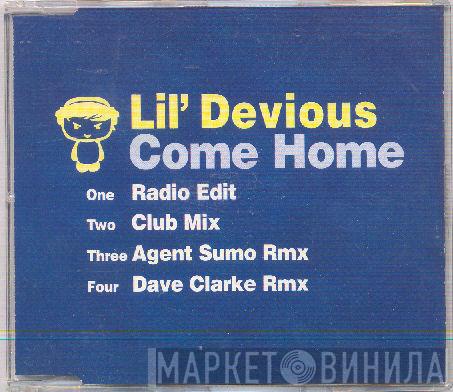 Lil' Devious
Come Home
One Radio Edit
Two Club Mix
Three Agent Sumo Rmx
Four Dave Clarke Rmx
МАРКЕТ ВИНИЛА